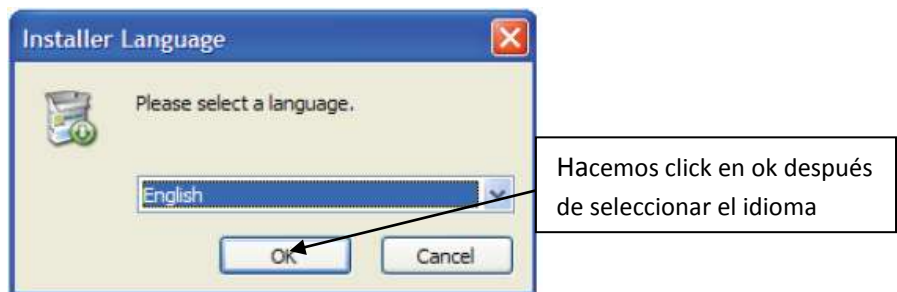 Installer Language
Please select a language.
English
OK
Cancel
Hacemos click en ok después
de seleccionar el idioma